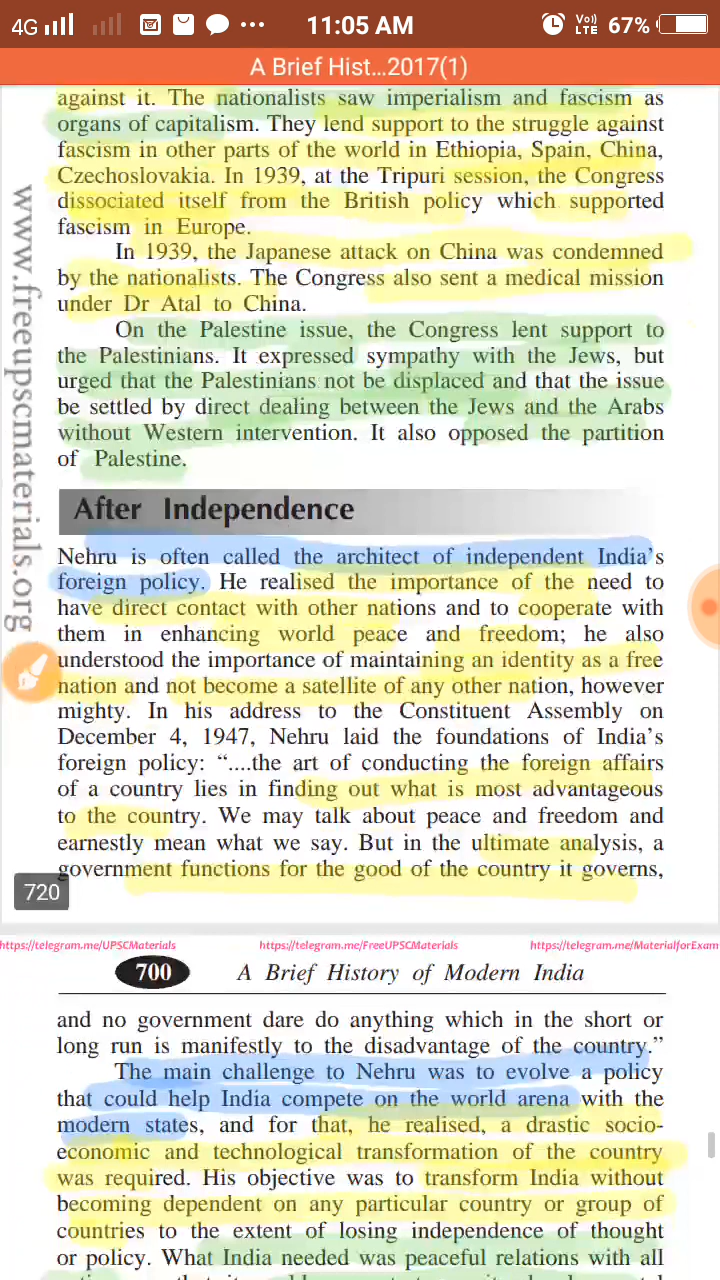 4G
11:05 AM
Vo)) LTE 67%
A Brief Hist...2017(1)
against it. The nationalists saw imperialism and fascism as
organs of capitalism. They lend support to the struggle against
fascism in other parts of the world in Ethiopia, Spain, China,
Czechoslovakia. In 1939, at the Tripuri session, the Congress
dissociated itself from the British policy which supported
fascism in Europe.
In 1939, the Japanese attack on China was condemned
by the nationalists. The Congress also sent a medical mission
under Dr Atal to China.
On the Palestine issue, the Congress lent support to
the Palestinians. It expressed sympathy with the Jews, but
urged that the Palestinians not be displaced and that the issue
be settled by direct dealing between the Jews and the Arabs
without Western intervention. It also opposed the partition
of Palestine.
www.freeupscmaterials.org
After Independence
Nehru is often called the architect of independent India's
foreign policy. He realised the importance of the need to
have direct contact with other nations and to cooperate with
them in enhancing world peace and freedom; he also
understood the importance of maintaining an identity as a free
nation and not become a satellite of any other nation, however
mighty. In his address to the Constituent Assembly on
December 4, 1947, Nehru laid the foundations of India's
foreign policy: “....the art of conducting the foreign affairs
of a country lies in finding out what is most advantageous
to the country. We may talk about peace and freedom and
earnestly mean what we say. But in the ultimate analysis, a
government functions for the good of the country it governs,
720
https://telegram.me/UPSCMaterials https://telegram.me/FreeUPSCMaterials https://telegram.me/MaterialforExam
700 A Brief History of Modern India
and no government dare do anything which in the short or
long run is manifestly to the disadvantage of the country.”
The main challenge to Nehru was to evolve a policy
that could help India compete on the world arena with the
modern states, and for that, he realised, a drastic socio-
economic and technological transformation of the country
was required. His objective was to transform India without
becoming dependent on any particular country or group of
countries to the extent of losing independence of thought
or policy. What India needed was peaceful relations with all